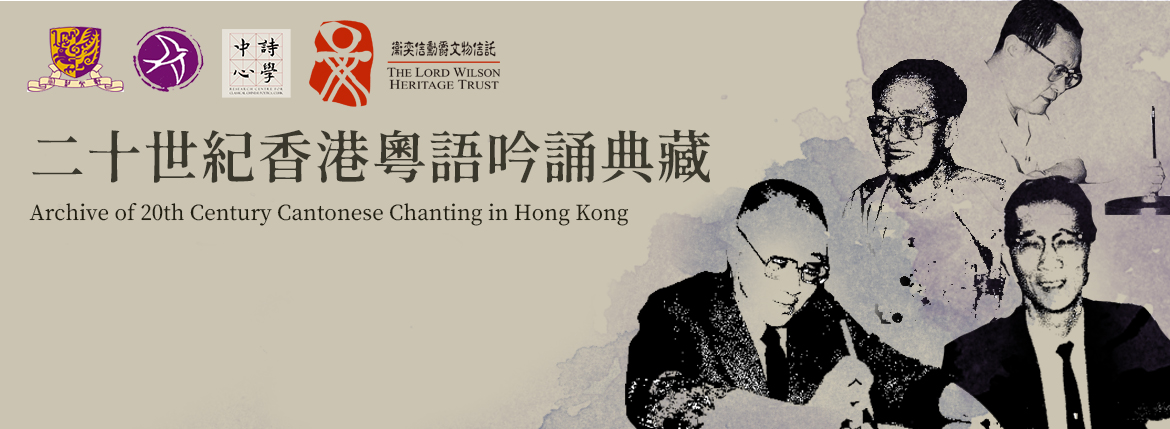 中詩
心學
衞奕信勳爵文物信託
THE LORD WILSON
HERITAGE TRUST
二十世紀香港粵語吟誦典藏
Archive of 20th Century Cantonese Chanting in Hong Kong